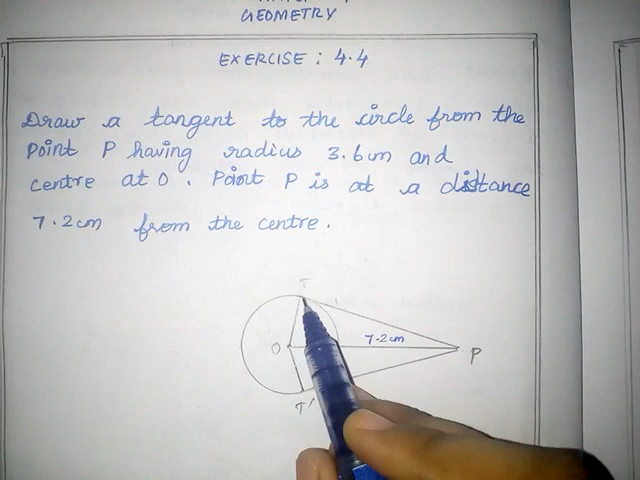 GEOMETRY
EXERCISE : 4.4
Draw a tangent to the circle from the
Point P having radius 3.6cm and
centre at O. Point P is at a distance
7.2cm from the centre.
T
O
7.2cm
P
T'